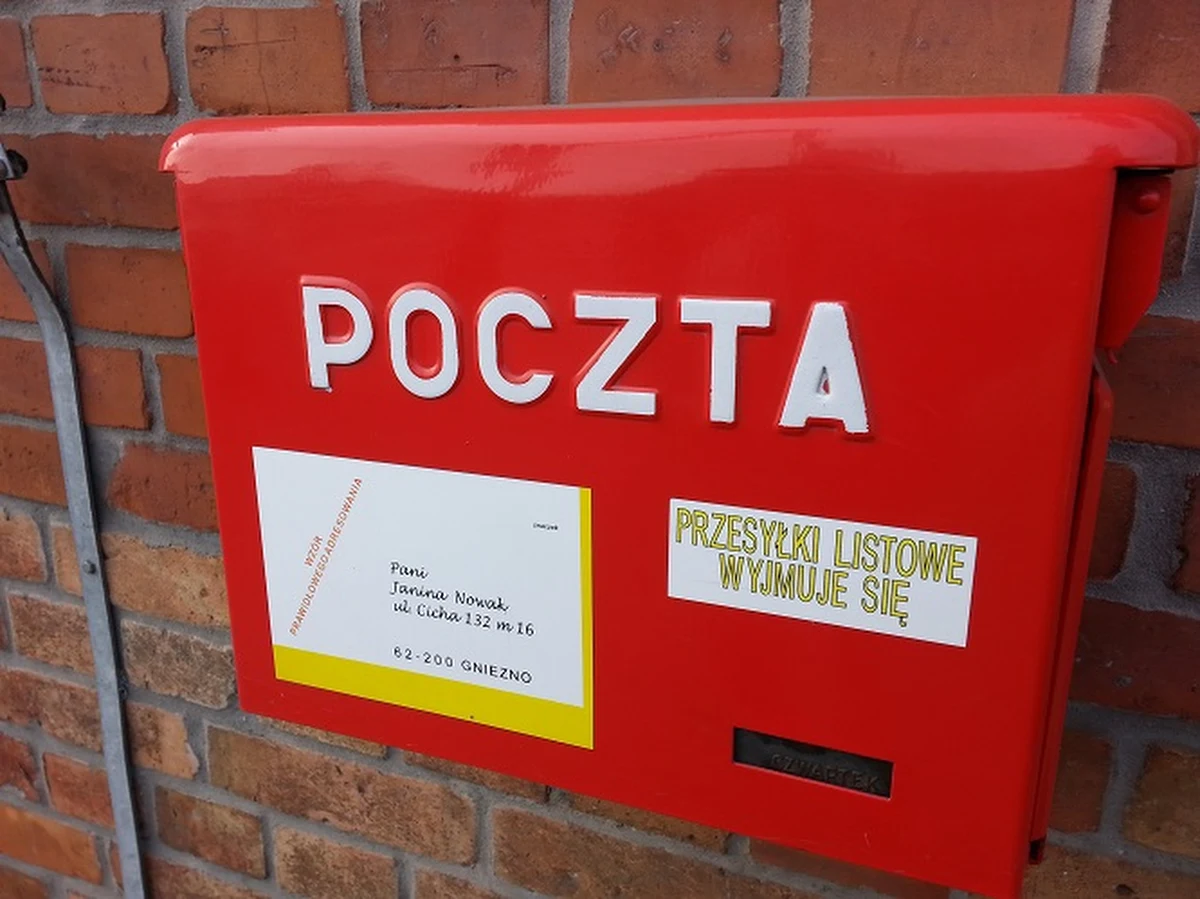 POCZTA
WZÓR
PRAWIDŁOWEGO ADRESOWANIA
znaczek
Pani
Janina Nowak
ul. Cicha 132 m 16
62-200 GNIEZNO
PRZESYŁKI LISTOWE
WYJMUJE SIĘ
CZWARTEK